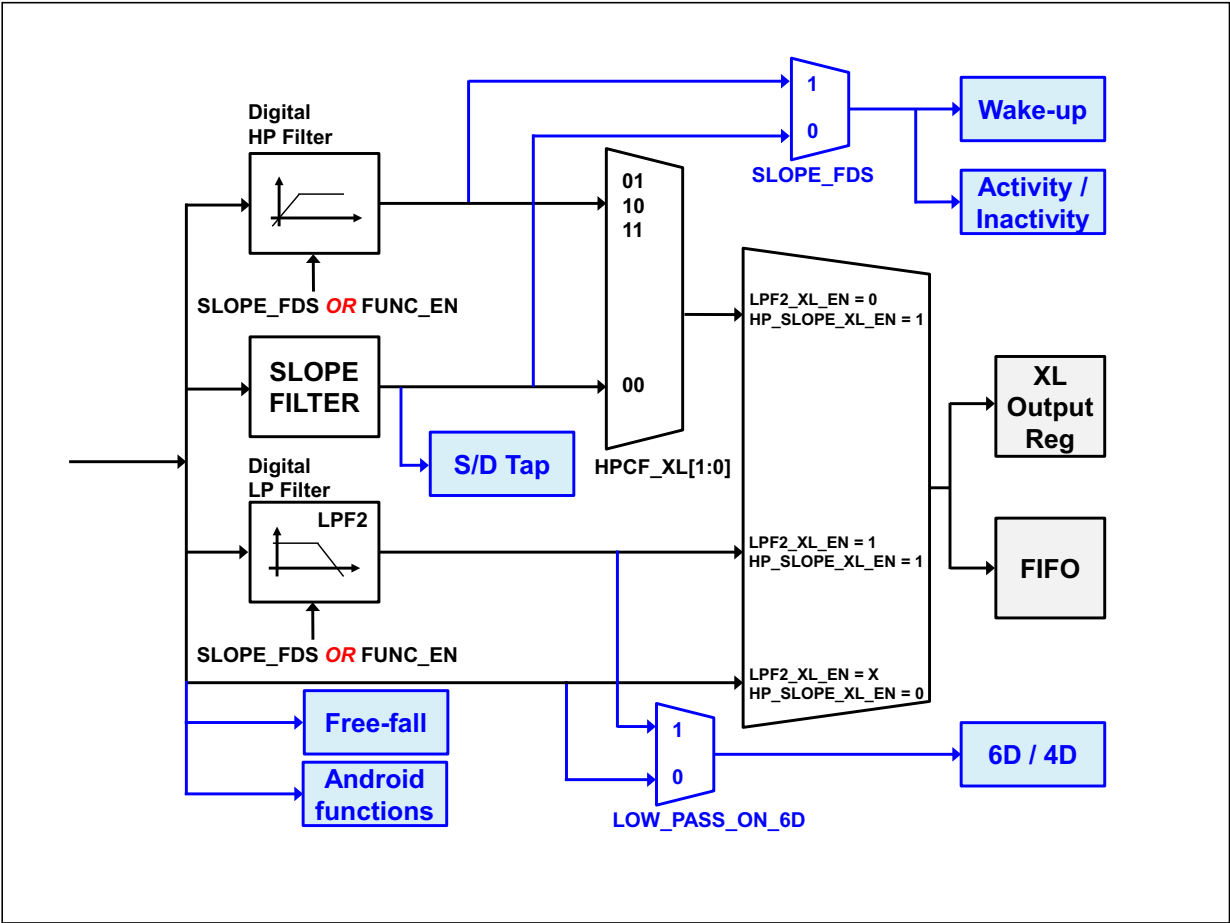 Digital
HP Filter
SLOPE_FDS OR FUNC_EN
SLOPE
FILTER
S/D Tap
Digital
LP Filter
LPF2
SLOPE_FDS OR FUNC_EN
Free-fall
Android
functions
01
10
11
00
HPCF_XL[1:0]
1
0
SLOPE_FDS
Wake-up
Activity /
Inactivity
LPF2_XL_EN = 0
HP_SLOPE_XL_EN = 1
LPF2_XL_EN = 1
HP_SLOPE_XL_EN = 1
LPF2_XL_EN = X
HP_SLOPE_XL_EN = 0
XL
Output
Reg
FIFO
1
0
LOW_PASS_ON_6D
6D / 4D